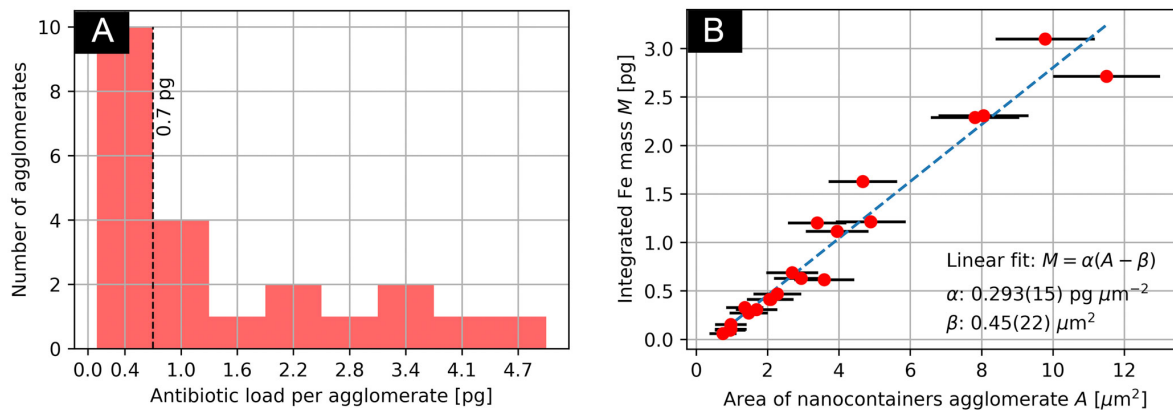 A
10
8
6
4
2
0
Number of agglomerates
0.7 pg
0.0 0.4 1.0 1.6 2.2 2.8 3.4 4.1 4.7
Antibiotic load per agglomerate [pg]
B
3.0
2.5
2.0
1.5
1.0
0.5
0.0
Integrated Fe mass M [pg]
Linear fit: M = α(A − β)
α: 0.293(15) pg μm⁻²
β: 0.45(22) μm²
0 2 4 6 8 10 12
Area of nanocontainers agglomerate A [μm²]